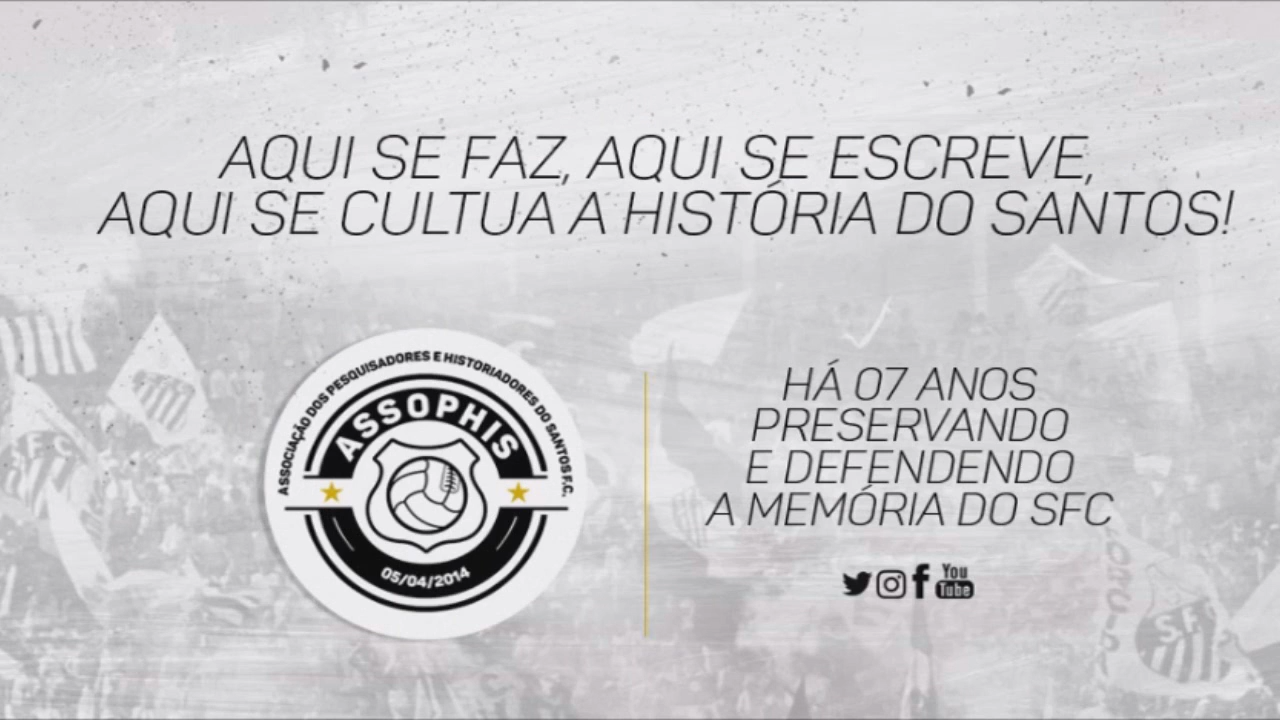 AQUI SE FAZ, AQUI SE ESCREVE,
AQUI SE CULTUA A HISTÓRIA DO SANTOS!
ASSOCIAÇÃO DOS PESQUISADORES E HISTORIADORES DO SANTOS F.C.
ASSOPHIS
05/04/2014
HÁ 07 ANOS
PRESERVANDO
E DEFENDENDO
A MEMÓRIA DO SFC
You
Tube
SFC
S.F.